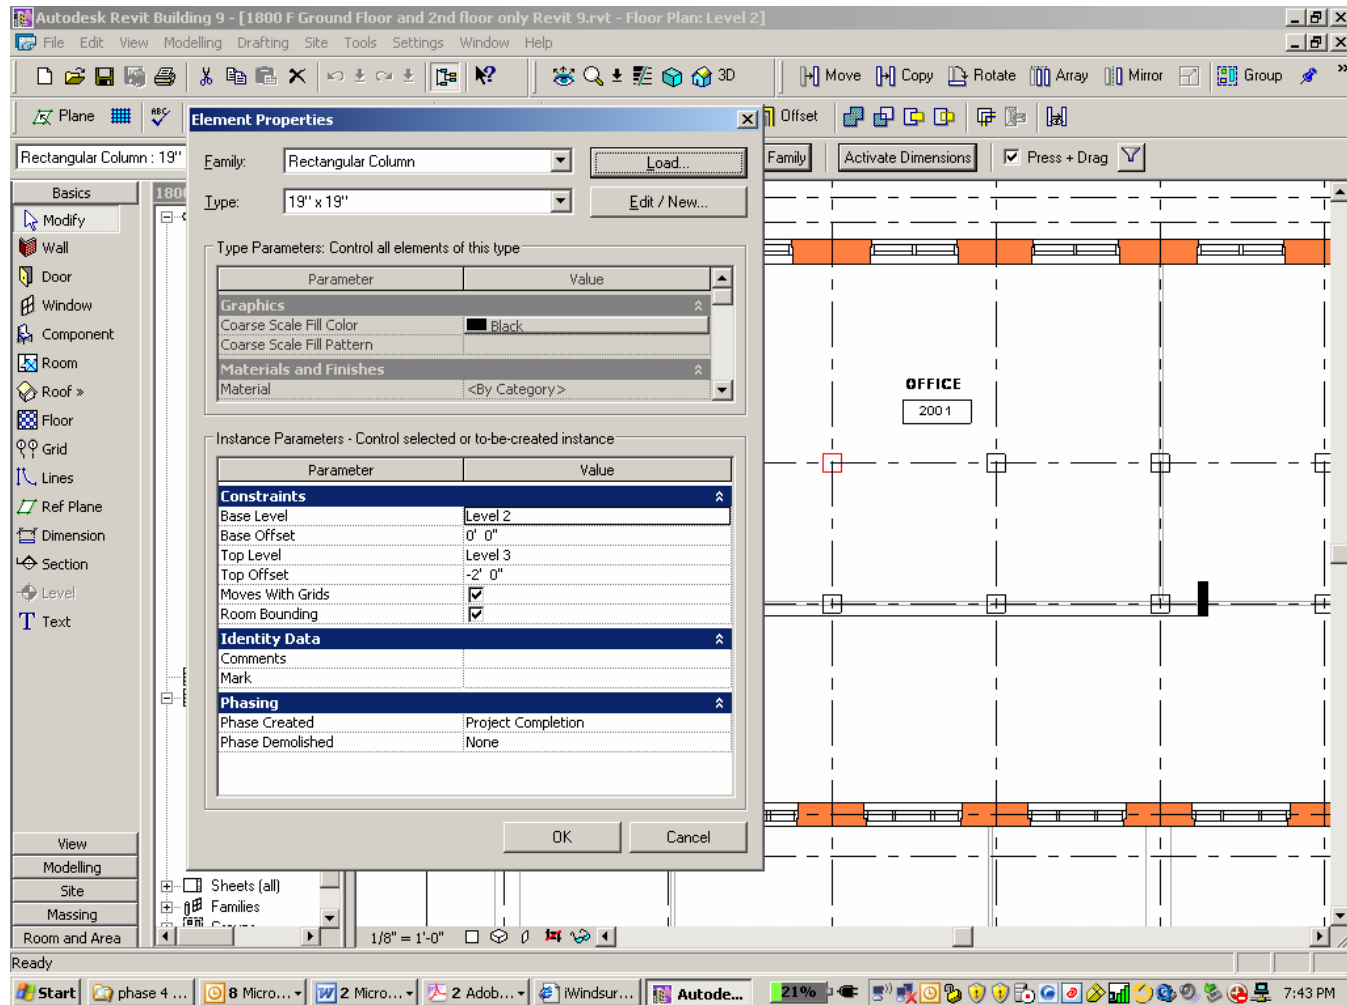 Autodesk Revit Building 9 - [1800 F Ground Floor and 2nd floor only Revit 9.rvt - Floor Plan: Level 2]
File Edit View Modelling Drafting Site Tools Settings Window Help
3D Move Copy Rotate Array Mirror Group »
Plane ABC Offset
Rectangular Column : 19" Family Activate Dimensions Press + Drag
Element Properties
Family: Rectangular Column Load...
Type: 19" x 19" Edit / New...
Type Parameters: Control all elements of this type
Parameter Value
Graphics
Coarse Scale Fill Color Black
Coarse Scale Fill Pattern
Materials and Finishes
Material <By Category>
Instance Parameters - Control selected or to-be-created instance
Parameter Value
Constraints
Base Level Level 2
Base Offset 0' 0"
Top Level Level 3
Top Offset -2' 0"
Moves With Grids
Room Bounding
Identity Data
Comments
Mark
Phasing
Phase Created Project Completion
Phase Demolished None
OK Cancel
Basics
Modify
Wall
Door
Window
Component
Room
Roof »
Floor
Grid
Lines
Ref Plane
Dimension
Section
Level
Text
View
Modelling
Site
Massing
Room and Area
1800
Sheets (all)
Families
OFFICE
2001
1/8" = 1'-0"
Ready
Start phase 4 ... 8 Micro... 2 Micro... 2 Adob... iWindsur... Autode... 21% 7:43 PM